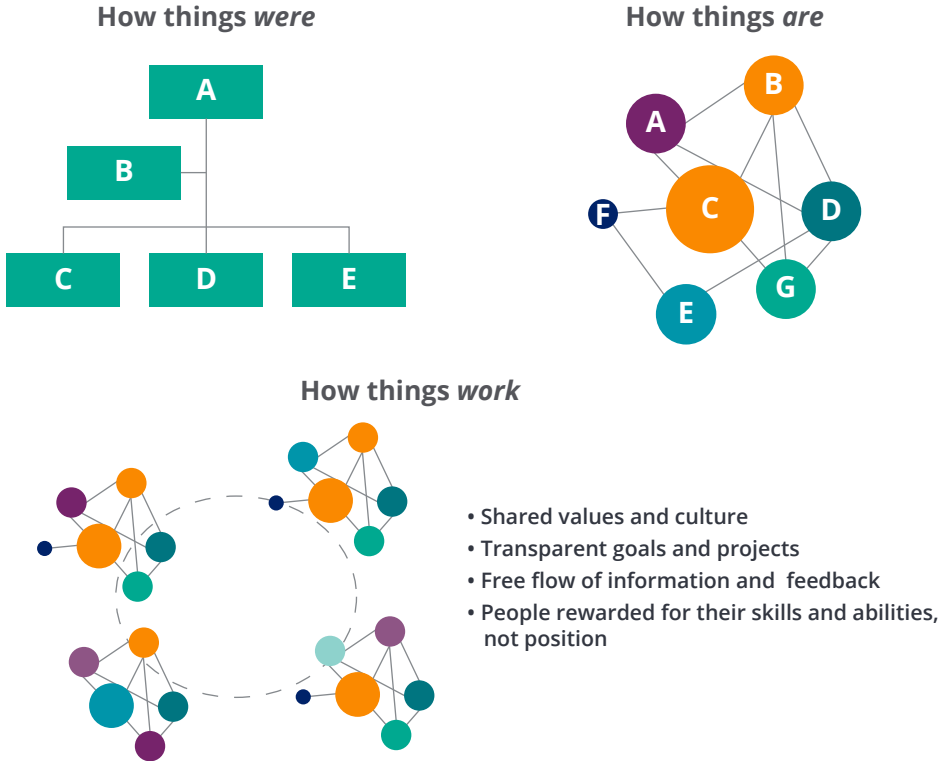 How things were
A
B
C
D
E
How things are
A
B
C
D
E
F
G
How things work
• Shared values and culture
• Transparent goals and projects
• Free flow of information and  feedback
• People rewarded for their skills and abilities,
not position